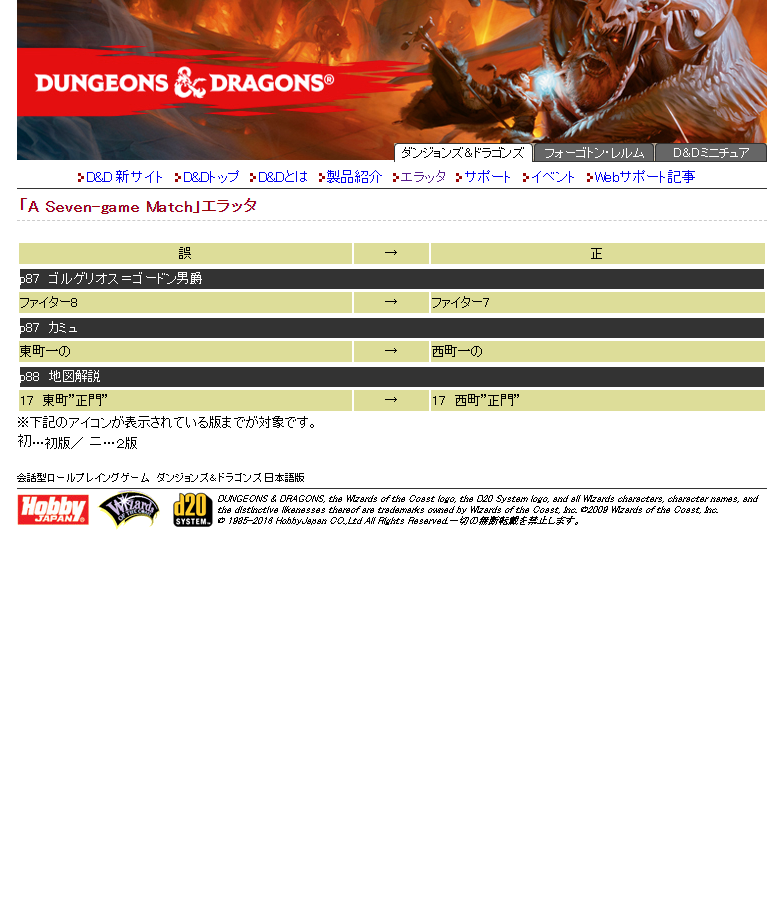 DUNGEONS & DRAGONS®
ダンジョンズ&ドラゴンズ フォーゴトン・レルム D&Dミニチュア
D&D 新サイト D&Dトップ D&Dとは 製品紹介 エラッタ サポート イベント Webサポート記事
「A Seven-game Match」エラッタ
誤 → 正
p87 ゴルゲリオス＝ゴードン男爵
ファイター8 → ファイター7
p87 カミュ
東町一の → 西町一の
p88 地図解説
17 東町”正門” → 17 西町”正門”
※下記のアイコンが表示されている版までが対象です。
初…初版／ 二…2版
会話型ロールプレイングゲーム ダンジョンズ&ドラゴンズ日本語版
Hobby JAPAN WIZARDS OF THE COAST d20 SYSTEM
DUNGEONS & DRAGONS, the Wizards of the Coast logo, the D20 System logo, and all Wizards characters, character names, and
the distinctive likenesses thereof are trademarks owned by Wizards of the Coast, Inc. ©2009 Wizards of the Coast, Inc.
© 1985-2016 HobbyJapan CO.,Ltd All Rights Reserved.一切の無断転載を禁止します。